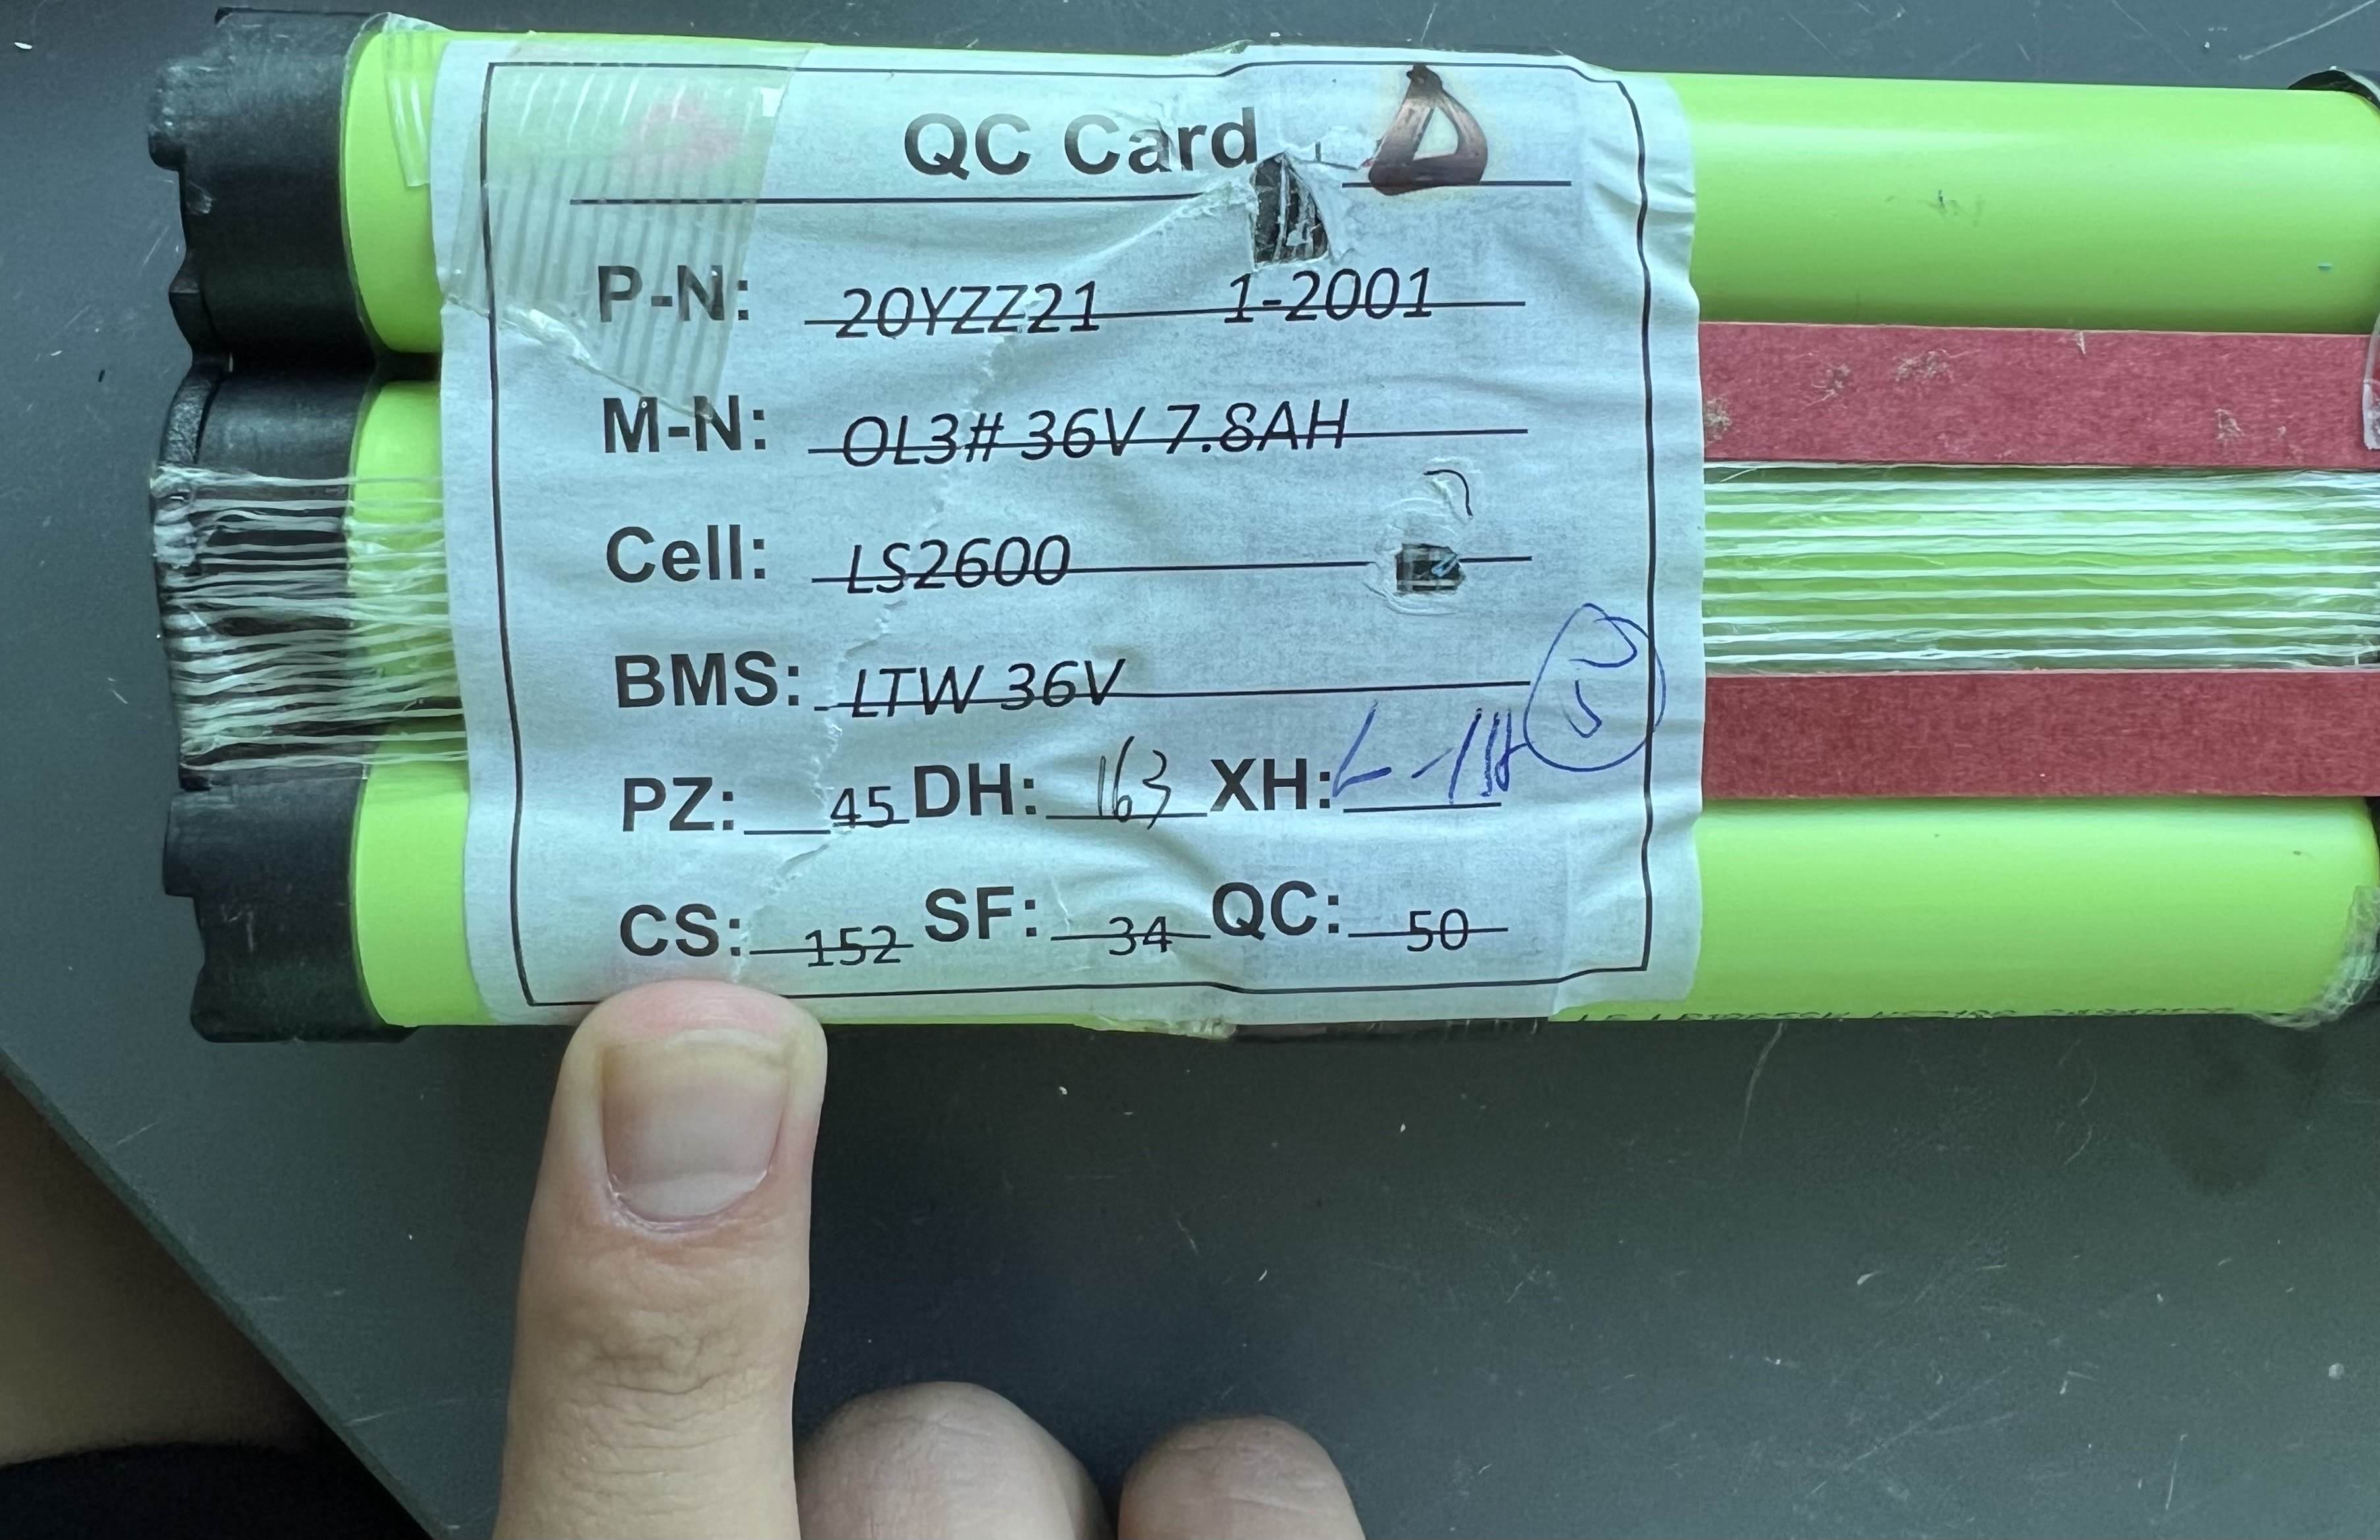 QC Card
P-N: 20YZZ21 1-2001
M-N: OL3# 36V 7.8AH
Cell: LS2600
BMS: LTW 36V
PZ: 45 DH: 163 XH:
CS: 152 SF: 34 QC: 50